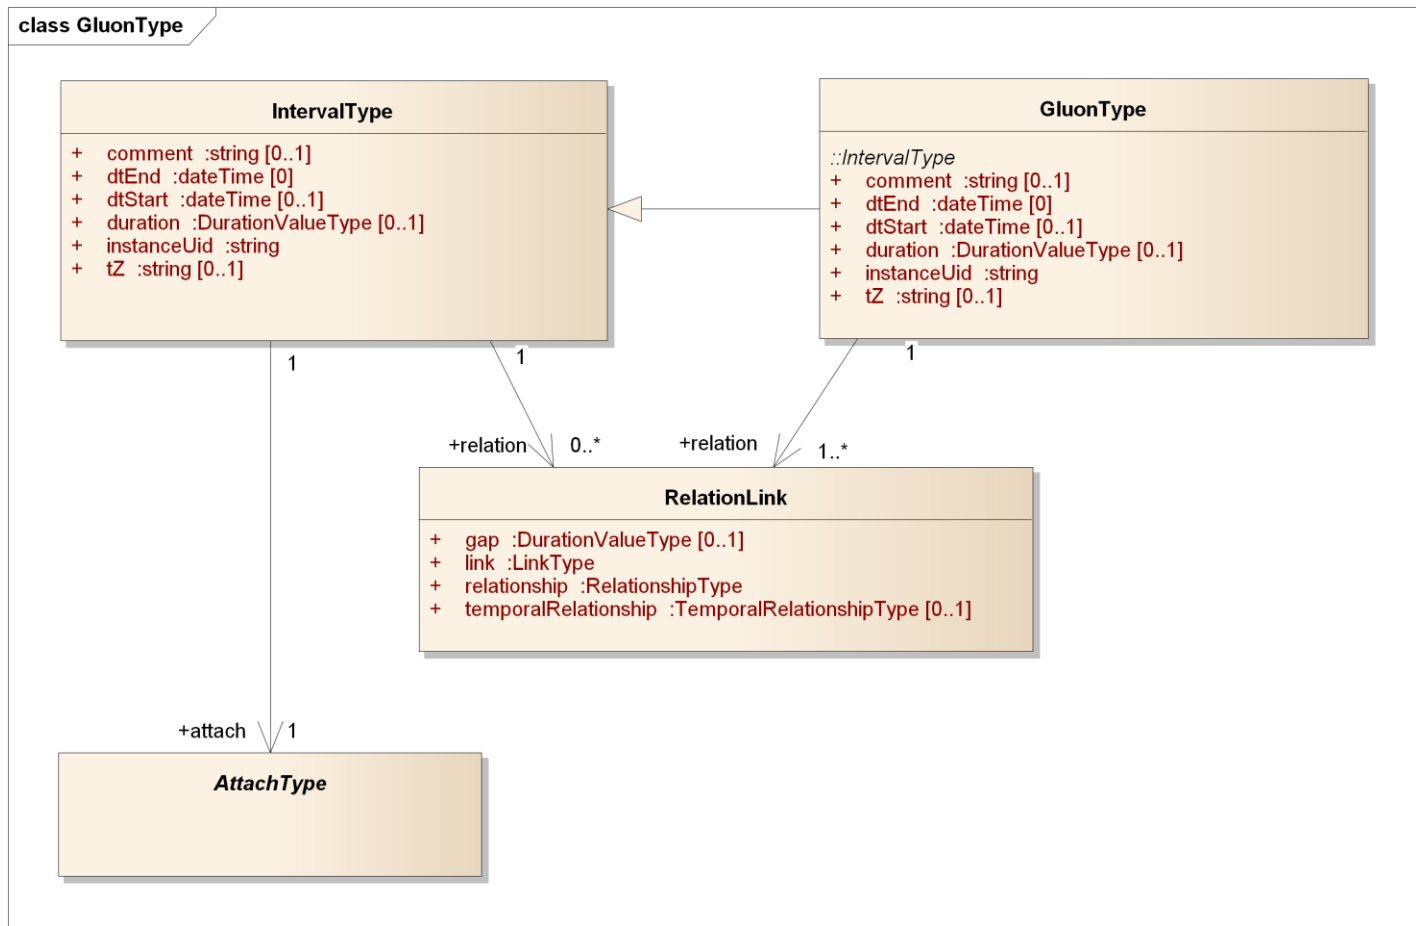 class GluonType
IntervalType
+ comment :string [0..1]
+ dtEnd :dateTime [0]
+ dtStart :dateTime [0..1]
+ duration :DurationValueType [0..1]
+ instanceUid :string
+ tZ :string [0..1]
GluonType
::IntervalType
+ comment :string [0..1]
+ dtEnd :dateTime [0]
+ dtStart :dateTime [0..1]
+ duration :DurationValueType [0..1]
+ instanceUid :string
+ tZ :string [0..1]
1
1
1
+relation
0..*
+relation
1..*
RelationLink
+ gap :DurationValueType [0..1]
+ link :LinkType
+ relationship :RelationshipType
+ temporalRelationship :TemporalRelationshipType [0..1]
+attach
1
AttachType